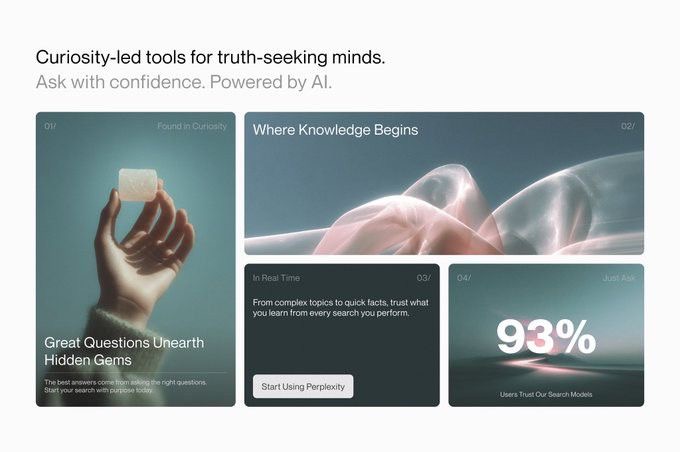 Curiosity-led tools for truth-seeking minds.
Ask with confidence. Powered by AI.
01/
Found in Curiosity
Great Questions Unearth
Hidden Gems
The best answers come from asking the right questions.
Start your search with purpose today.
Where Knowledge Begins
02/
In Real Time
03/
From complex topics to quick facts, trust what
you learn from every search you perform.
Start Using Perplexity
04/
Just Ask
93%
Users Trust Our Search Models